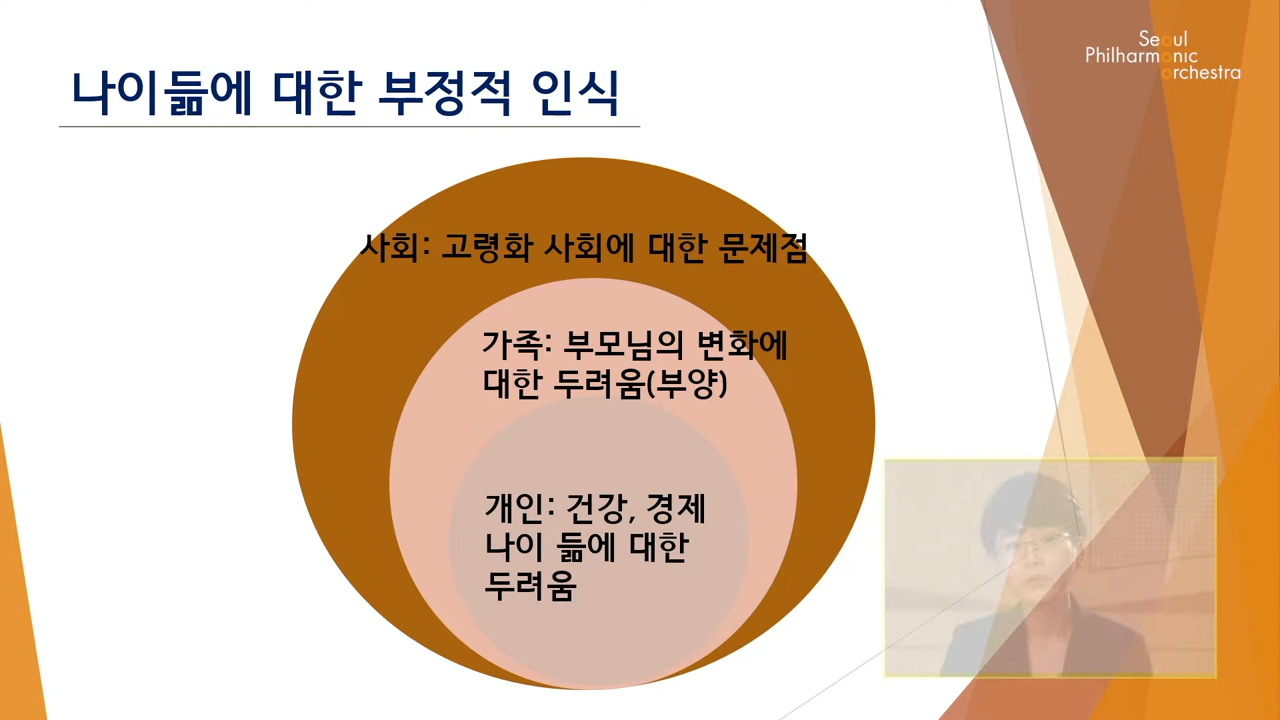 Seoul
Philharmonic
orchestra
나이듦에 대한 부정적 인식
사회: 고령화 사회에 대한 문제점
가족: 부모님의 변화에
대한 두려움(부양)
개인: 건강, 경제
나이 듦에 대한
두려움